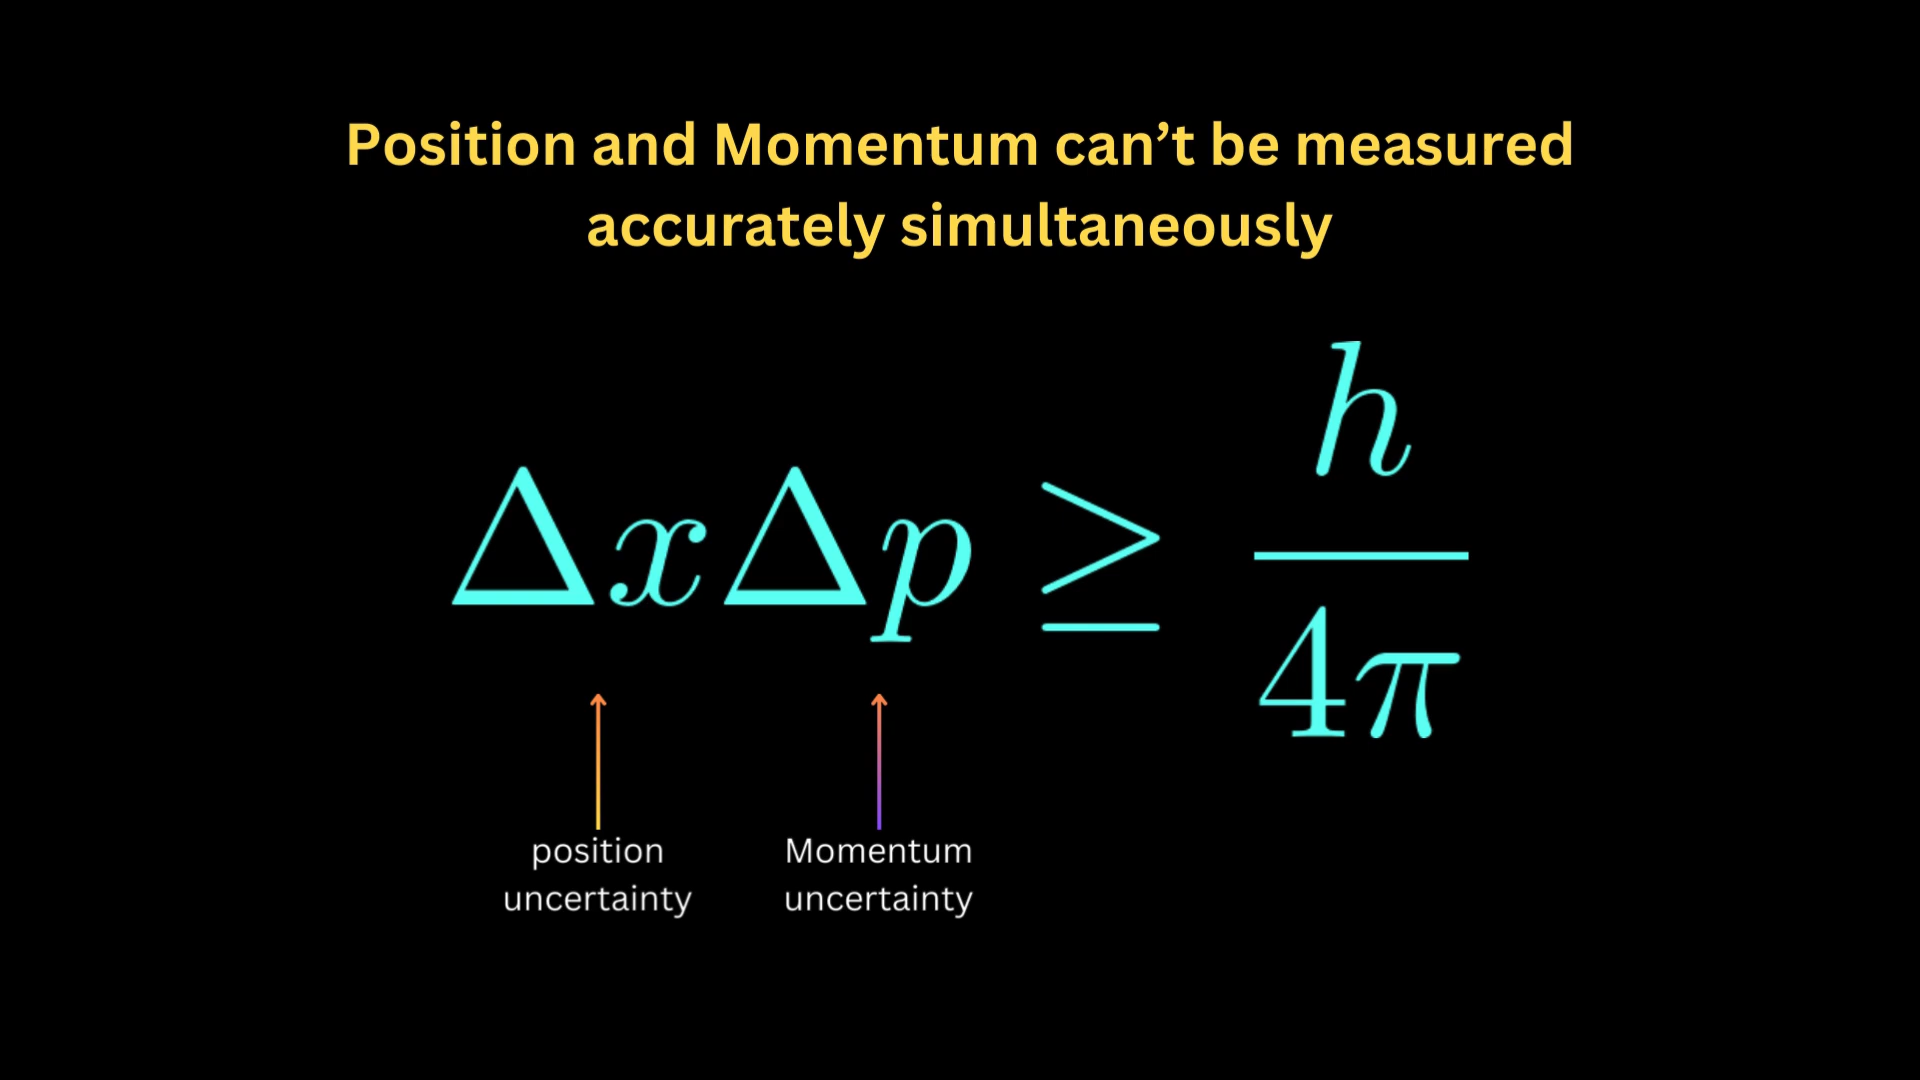 Position and Momentum can’t be measured
accurately simultaneously
ΔxΔp ≥ h/4π
position uncertainty
Momentum uncertainty